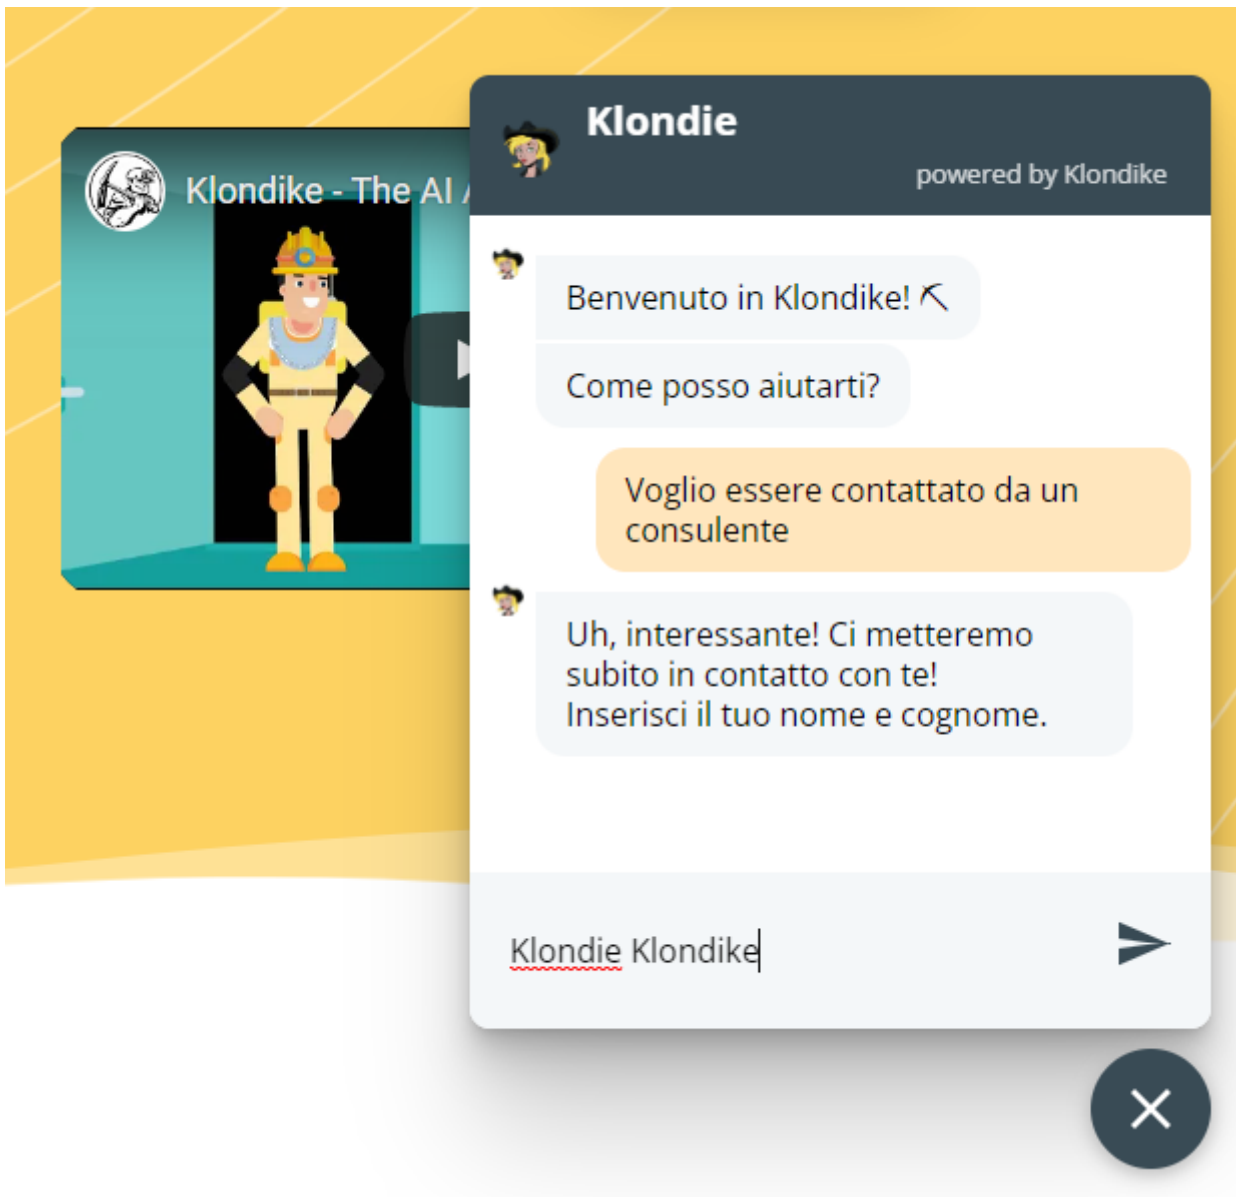 Klondie
powered by Klondike
Klondike - The AI
Benvenuto in Klondike! ⛏
Come posso aiutarti?
Voglio essere contattato da un
consulente
Uh, interessante! Ci metteremo
subito in contatto con te!
Inserisci il tuo nome e cognome.
Klondie Klondike